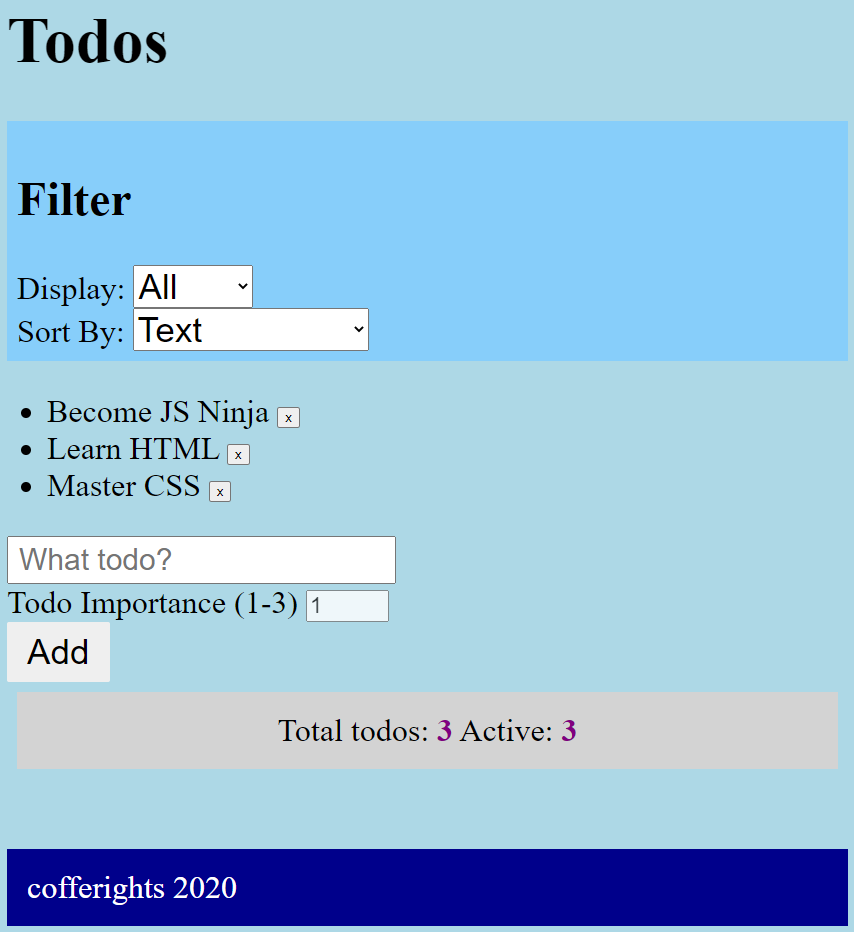 Todos
Filter
Display: All
Sort By: Text
Become JS Ninja x
Learn HTML x
Master CSS x
What todo?
Todo Importance (1-3) 1
Add
Total todos: 3 Active: 3
cofferights 2020